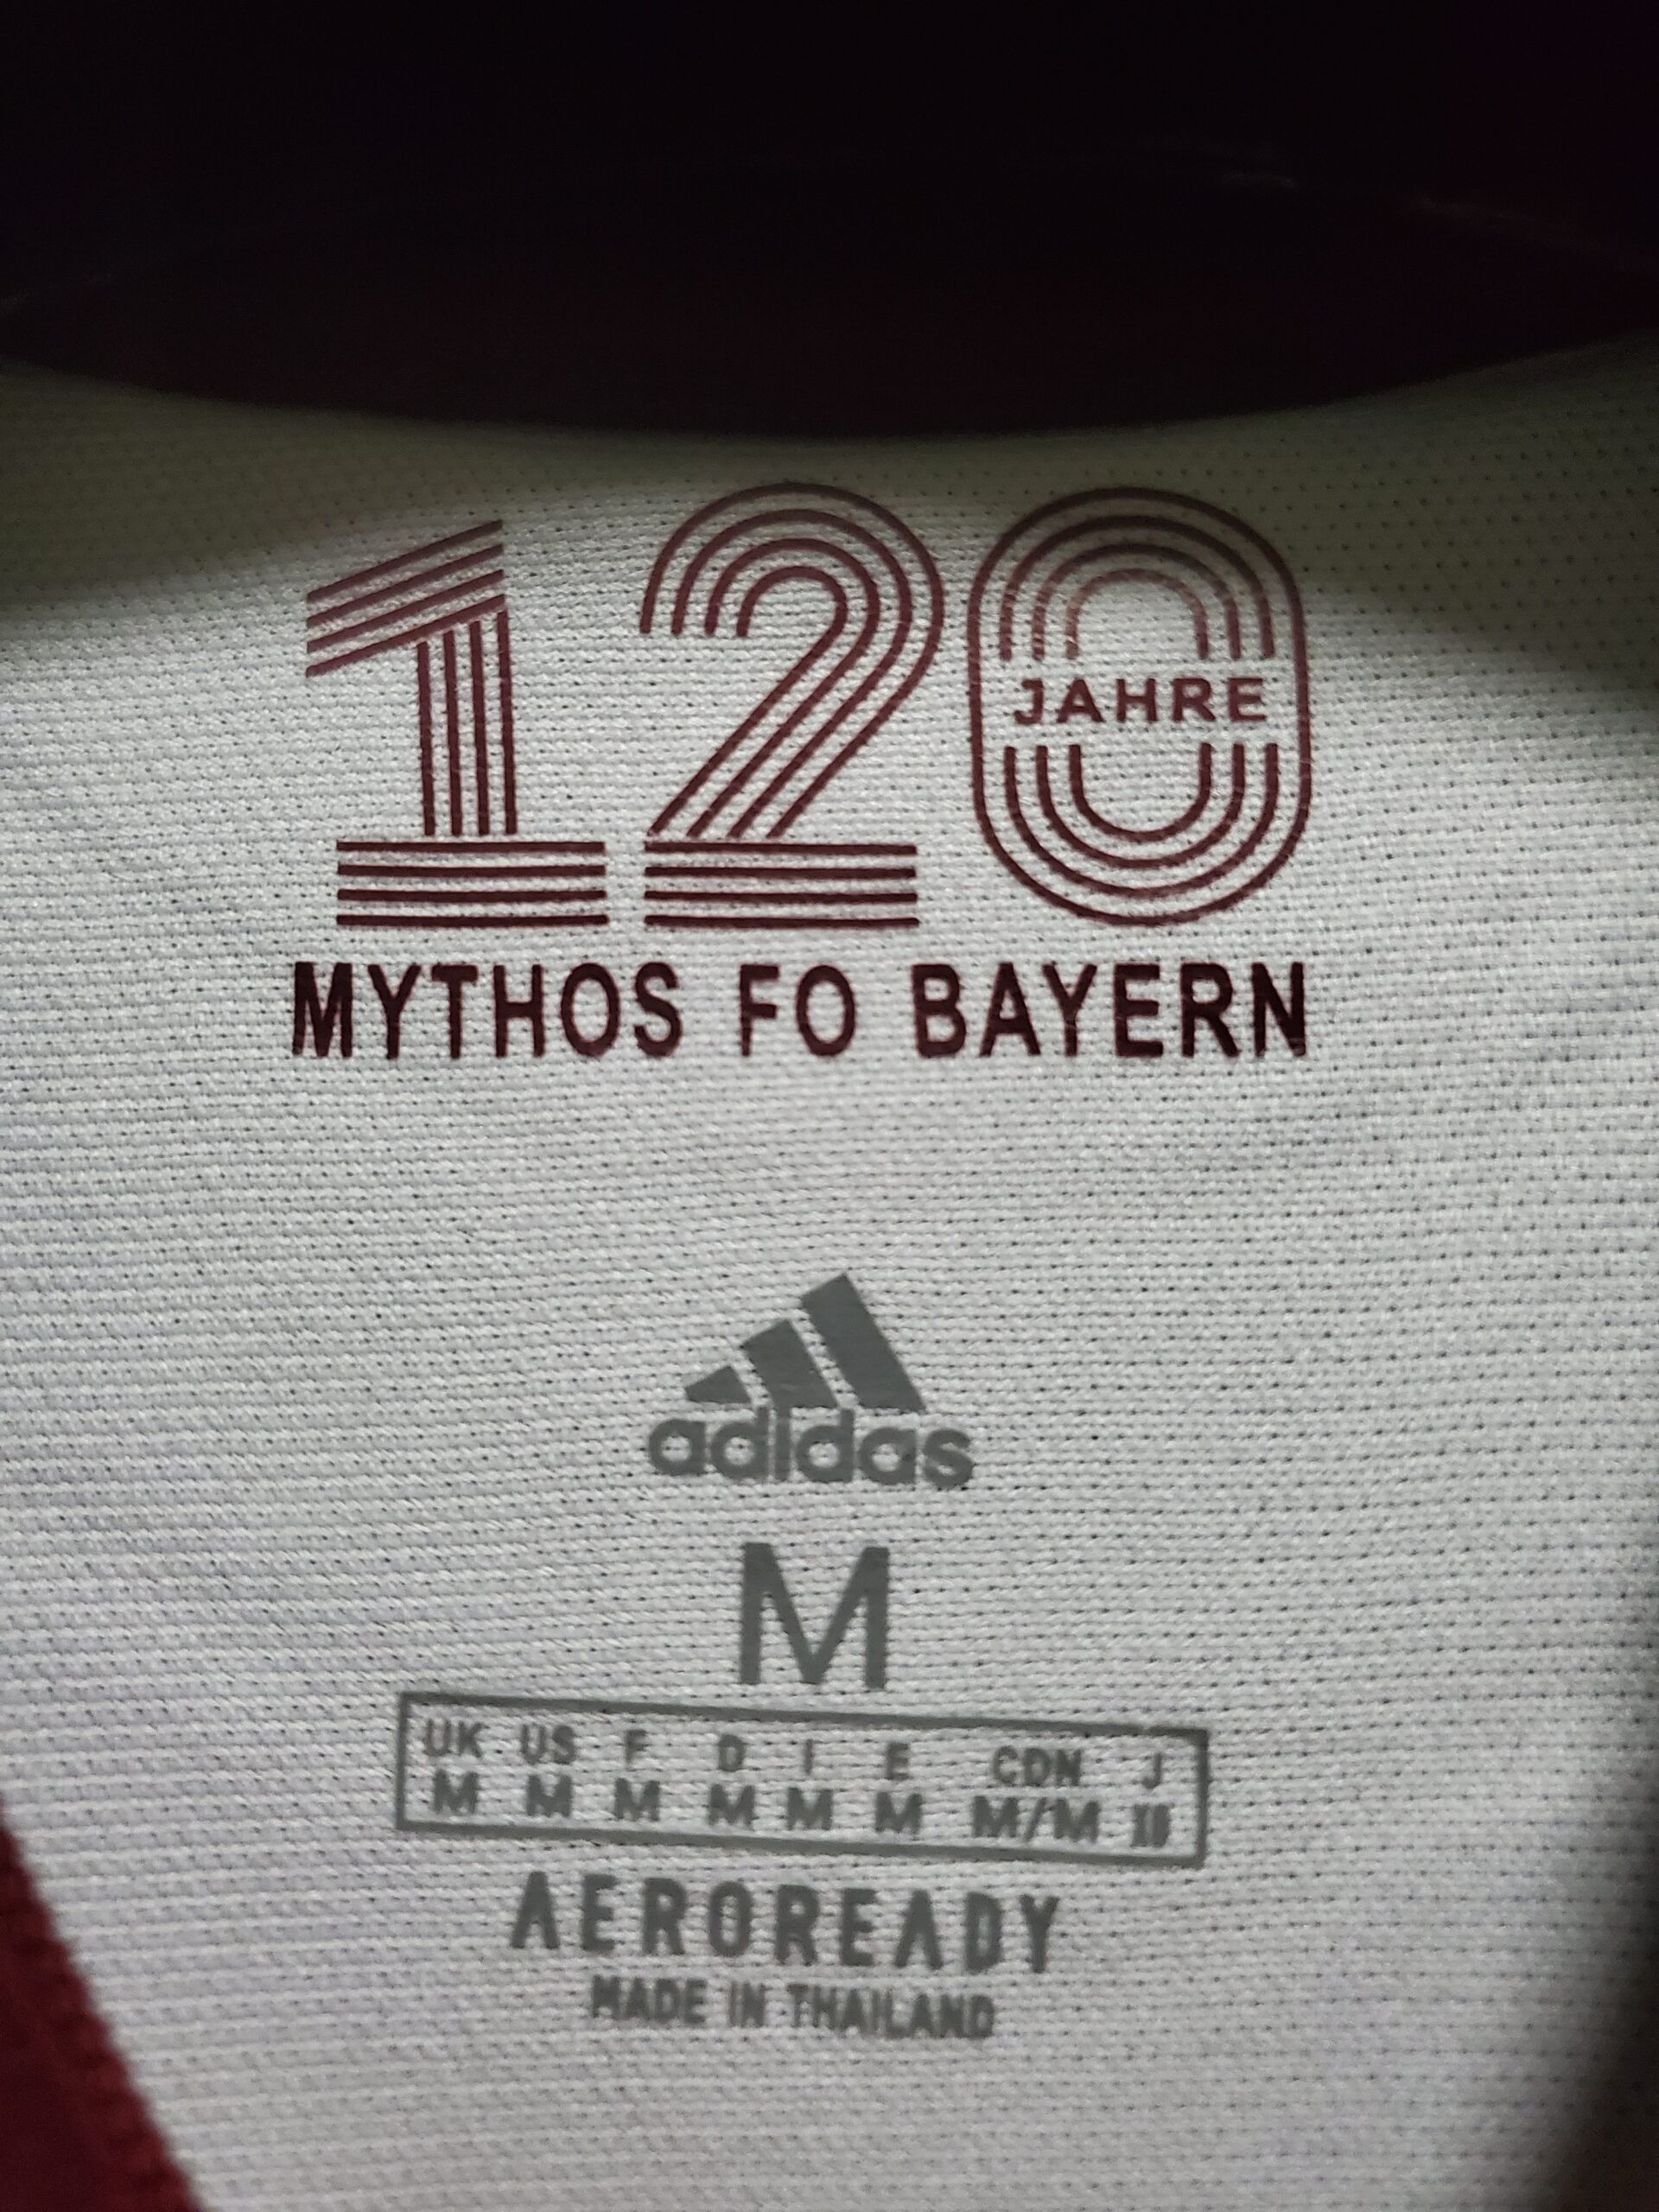 120
JAHRE
MYTHOS FO BAYERN
adidas
M
UK US F D I E CDN J
M M M M M M M/M
AEROREADY
MADE IN THAILAND